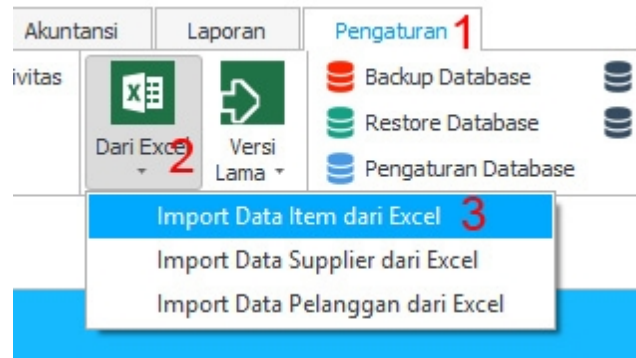 Akuntansi Laporan Pengaturan 1
ivitas
Dari Excel 2
Versi Lama
Backup Database
Restore Database
Pengaturan Database
Import Data Item dari Excel 3
Import Data Supplier dari Excel
Import Data Pelanggan dari Excel